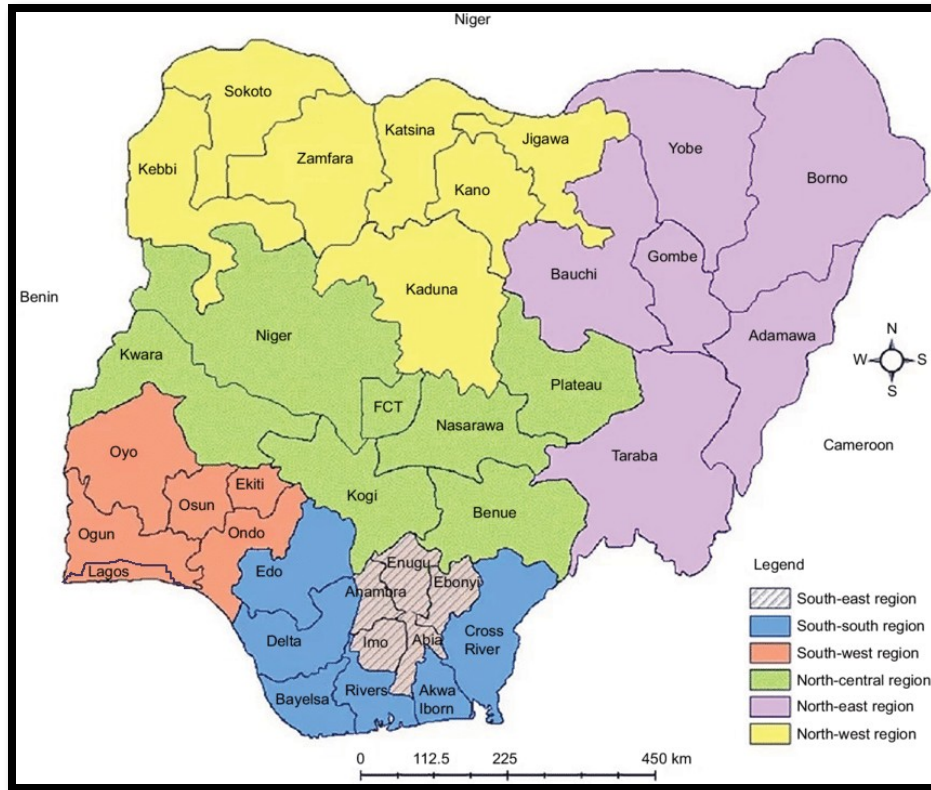 Niger
Sokoto
Katsina
Jigawa
Yobe
Kebbi
Zamfara
Kano
Borno
Gombe
Bauchi
Kaduna
Benin
Niger
Adamawa
N
W S
S
Kwara
Plateau
FCT
Nasarawa
Cameroon
Oyo
Taraba
Ekiti
Kogi
Osun
Benue
Ogun
Ondo
Enugu
Legend
Lagos
Edo
Ebonyi
Anambra
South-east region
South-south region
Delta
Imo
Abia
Cross
River
South-west region
North-central region
Bayelsa
Rivers
Akwa
Iborn
North-east region
North-west region
0 112.5 225 450 km